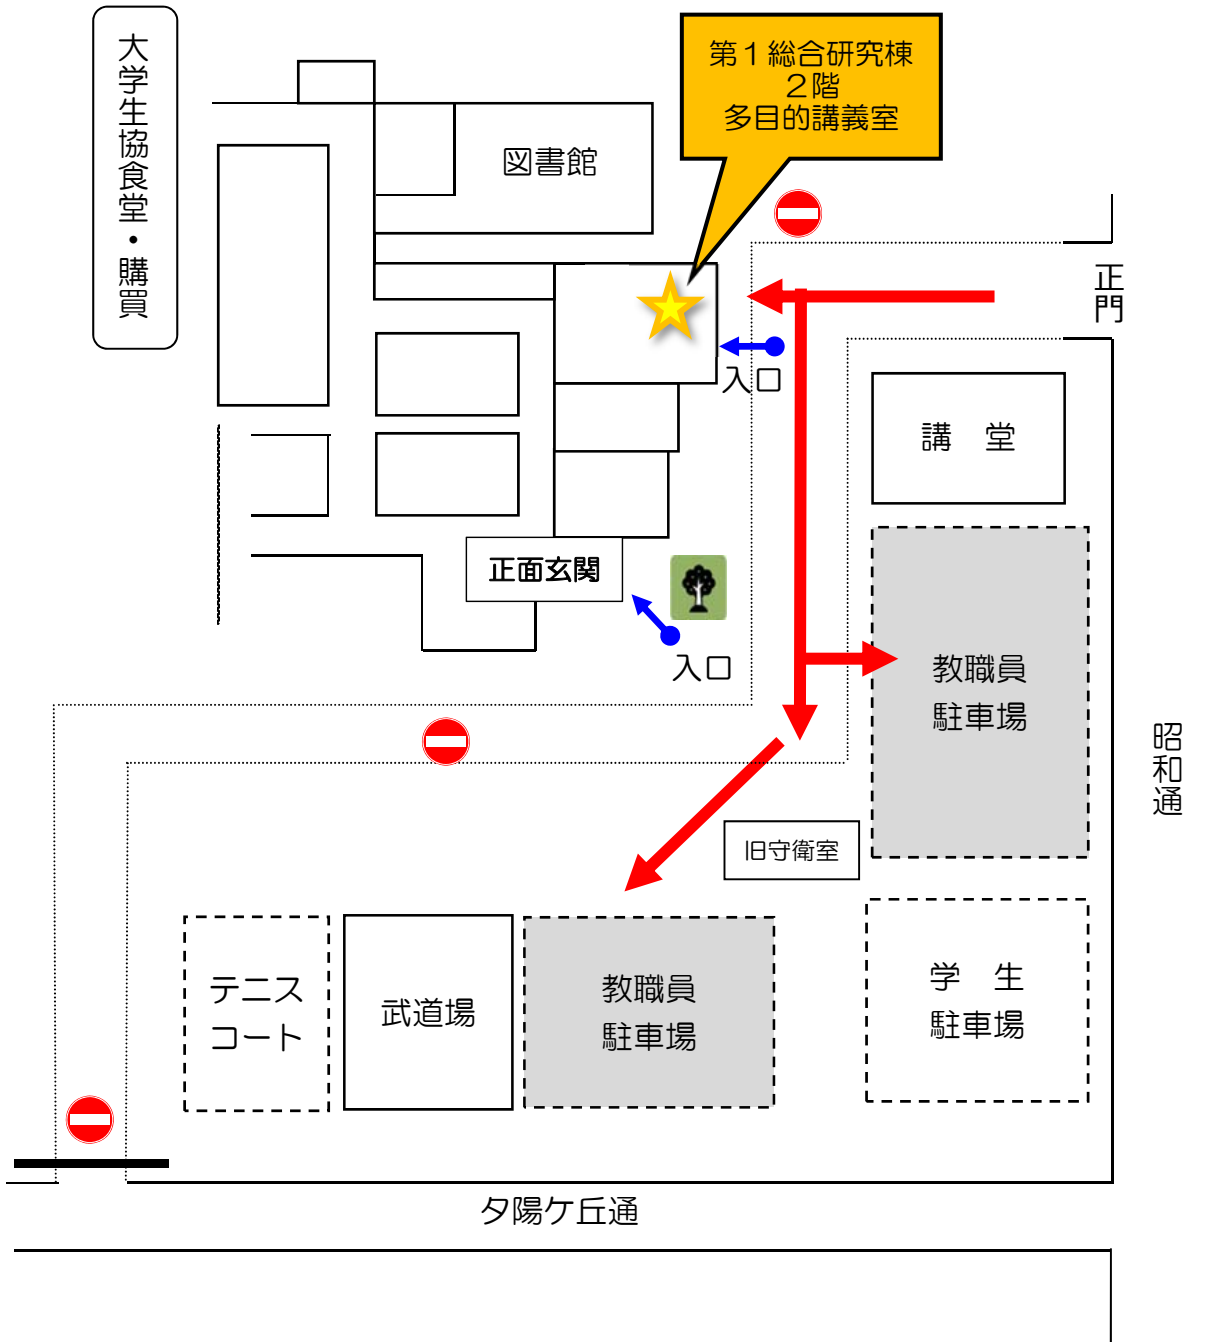 大学生協食堂・購買
第１総合研究棟
２階
多目的講義室
図書館
正門
入口
講　堂
正面玄関
入口
教職員
駐車場
昭和通
旧守衛室
テニス
コート
武道場
教職員
駐車場
学　生
駐車場
夕陽ケ丘通